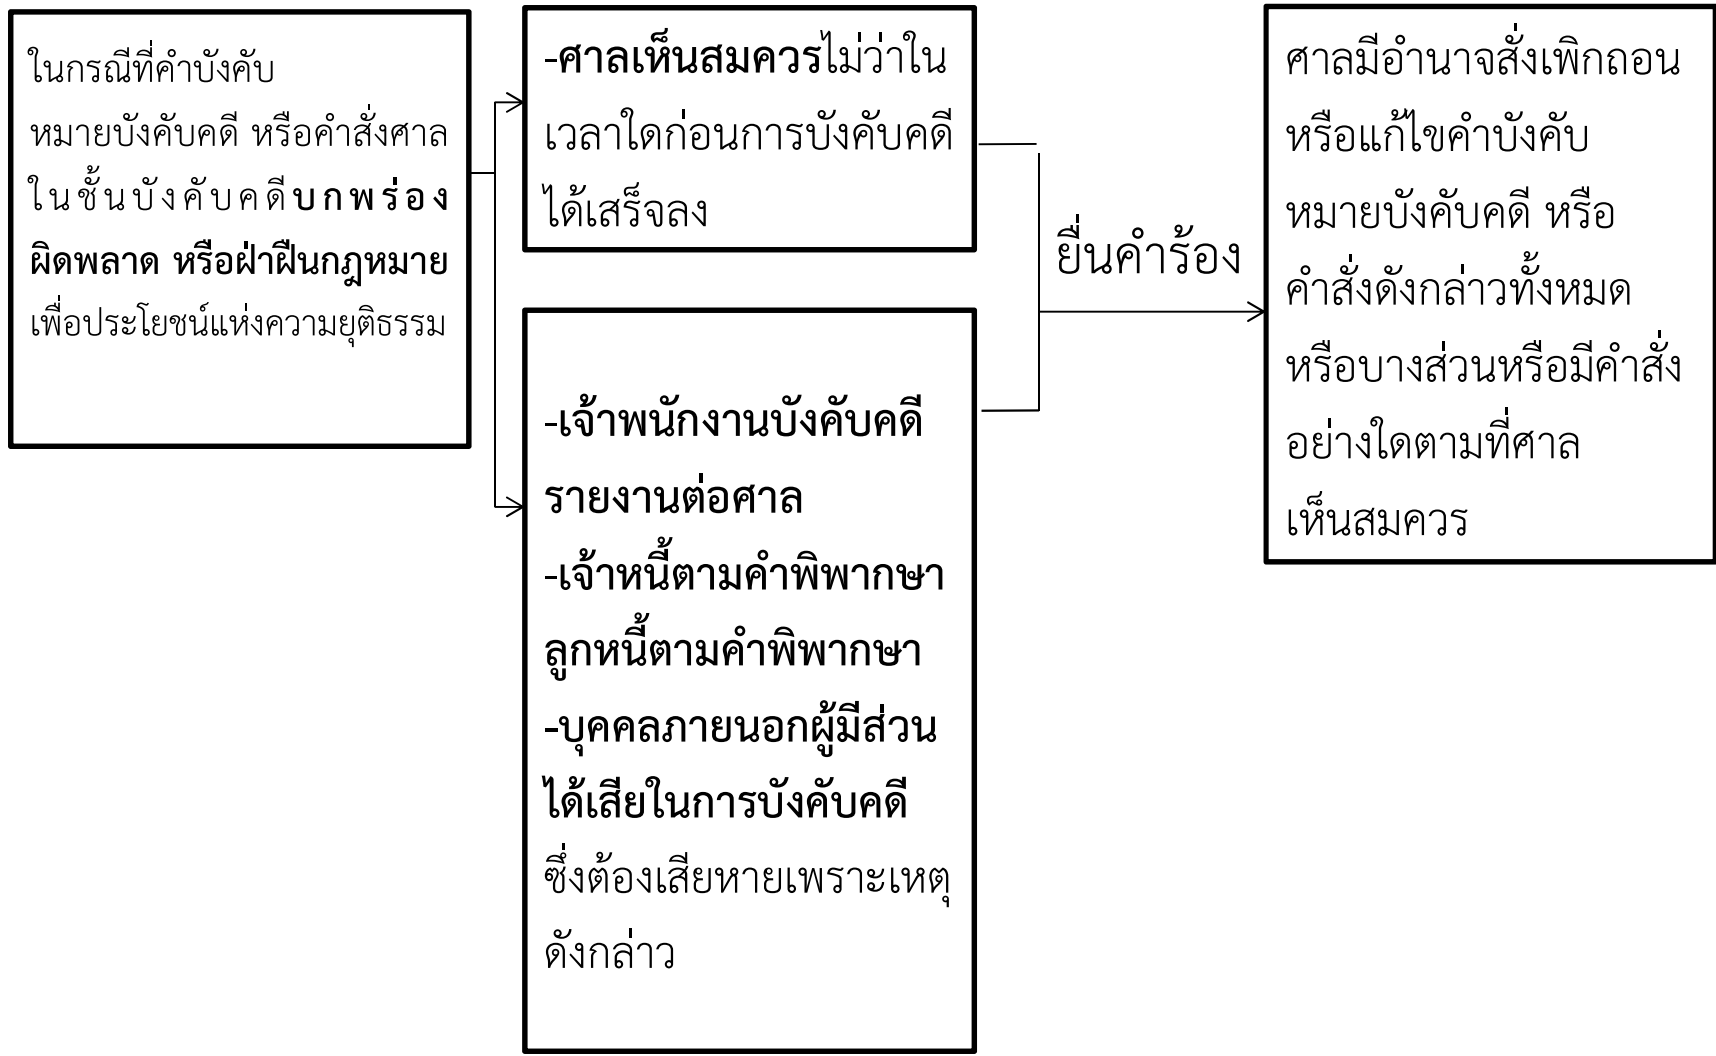 ในกรณีที่คำบังคับ
หมายบังคับคดี หรือคำสั่งศาล
ในชั้นบังคับคดีบกพร่อง
ผิดพลาด หรือฝ่าฝืนกฎหมาย
เพื่อประโยชน์แห่งความยุติธรรม
-ศาลเห็นสมควรไม่ว่าใน
เวลาใดก่อนการบังคับคดี
ได้เสร็จลง
-เจ้าพนักงานบังคับคดี
รายงานต่อศาล
-เจ้าหนี้ตามคำพิพากษา
ลูกหนี้ตามคำพิพากษา
-บุคคลภายนอกผู้มีส่วน
ได้เสียในการบังคับคดี
ซึ่งต้องเสียหายเพราะเหตุ
ดังกล่าว
ยื่นคำร้อง
ศาลมีอำนาจสั่งเพิกถอน
หรือแก้ไขคำบังคับ
หมายบังคับคดี หรือ
คำสั่งดังกล่าวทั้งหมด
หรือบางส่วนหรือมีคำสั่ง
อย่างใดตามที่ศาล
เห็นสมควร